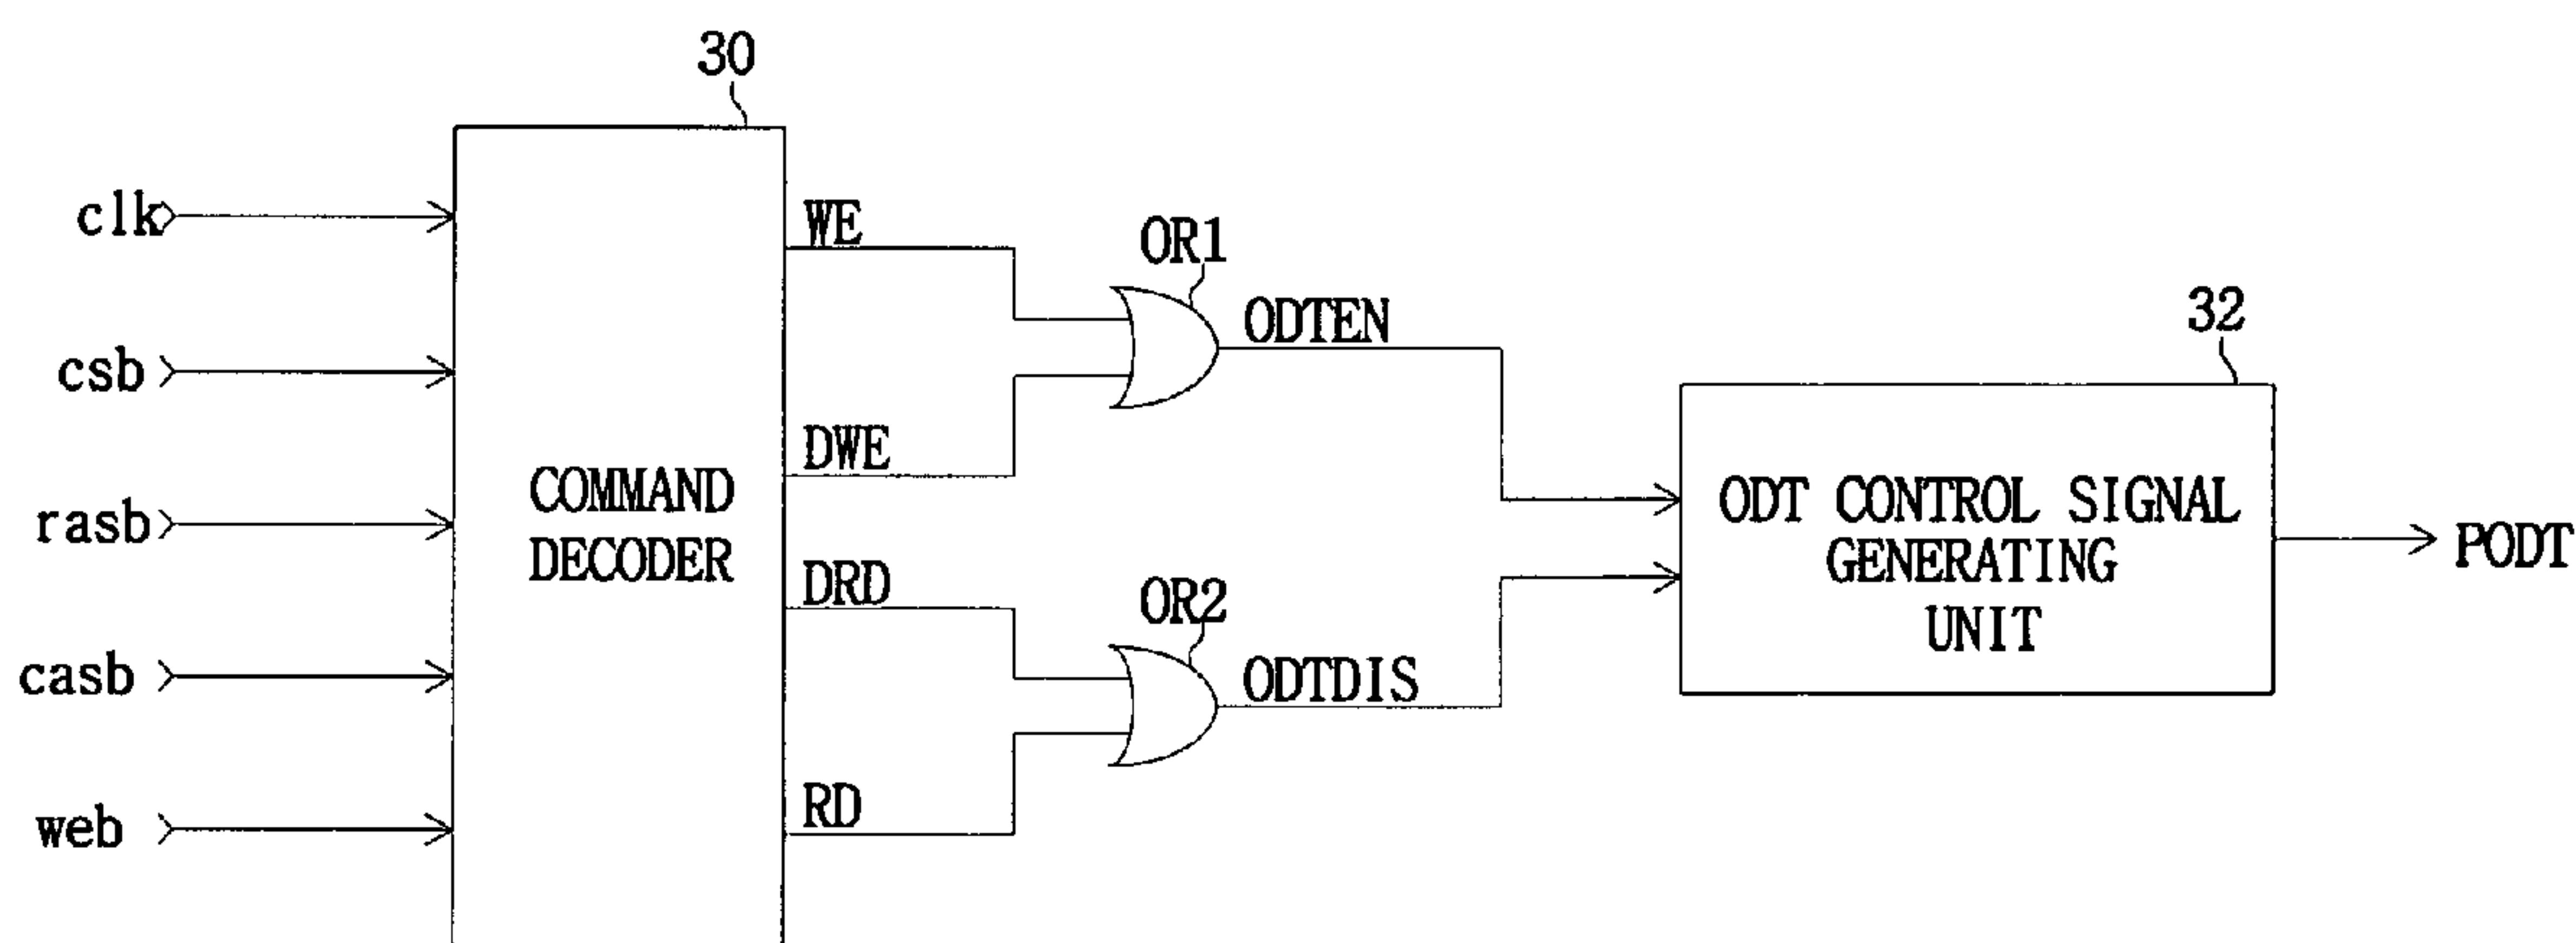 30
clk
csb
rasb
casb
web
COMMAND
DECODER
WE
DWE
DRD
RD
OR1
ODTEN
OR2
ODTDIS
32
ODT CONTROL SIGNAL
GENERATING
UNIT
PODT